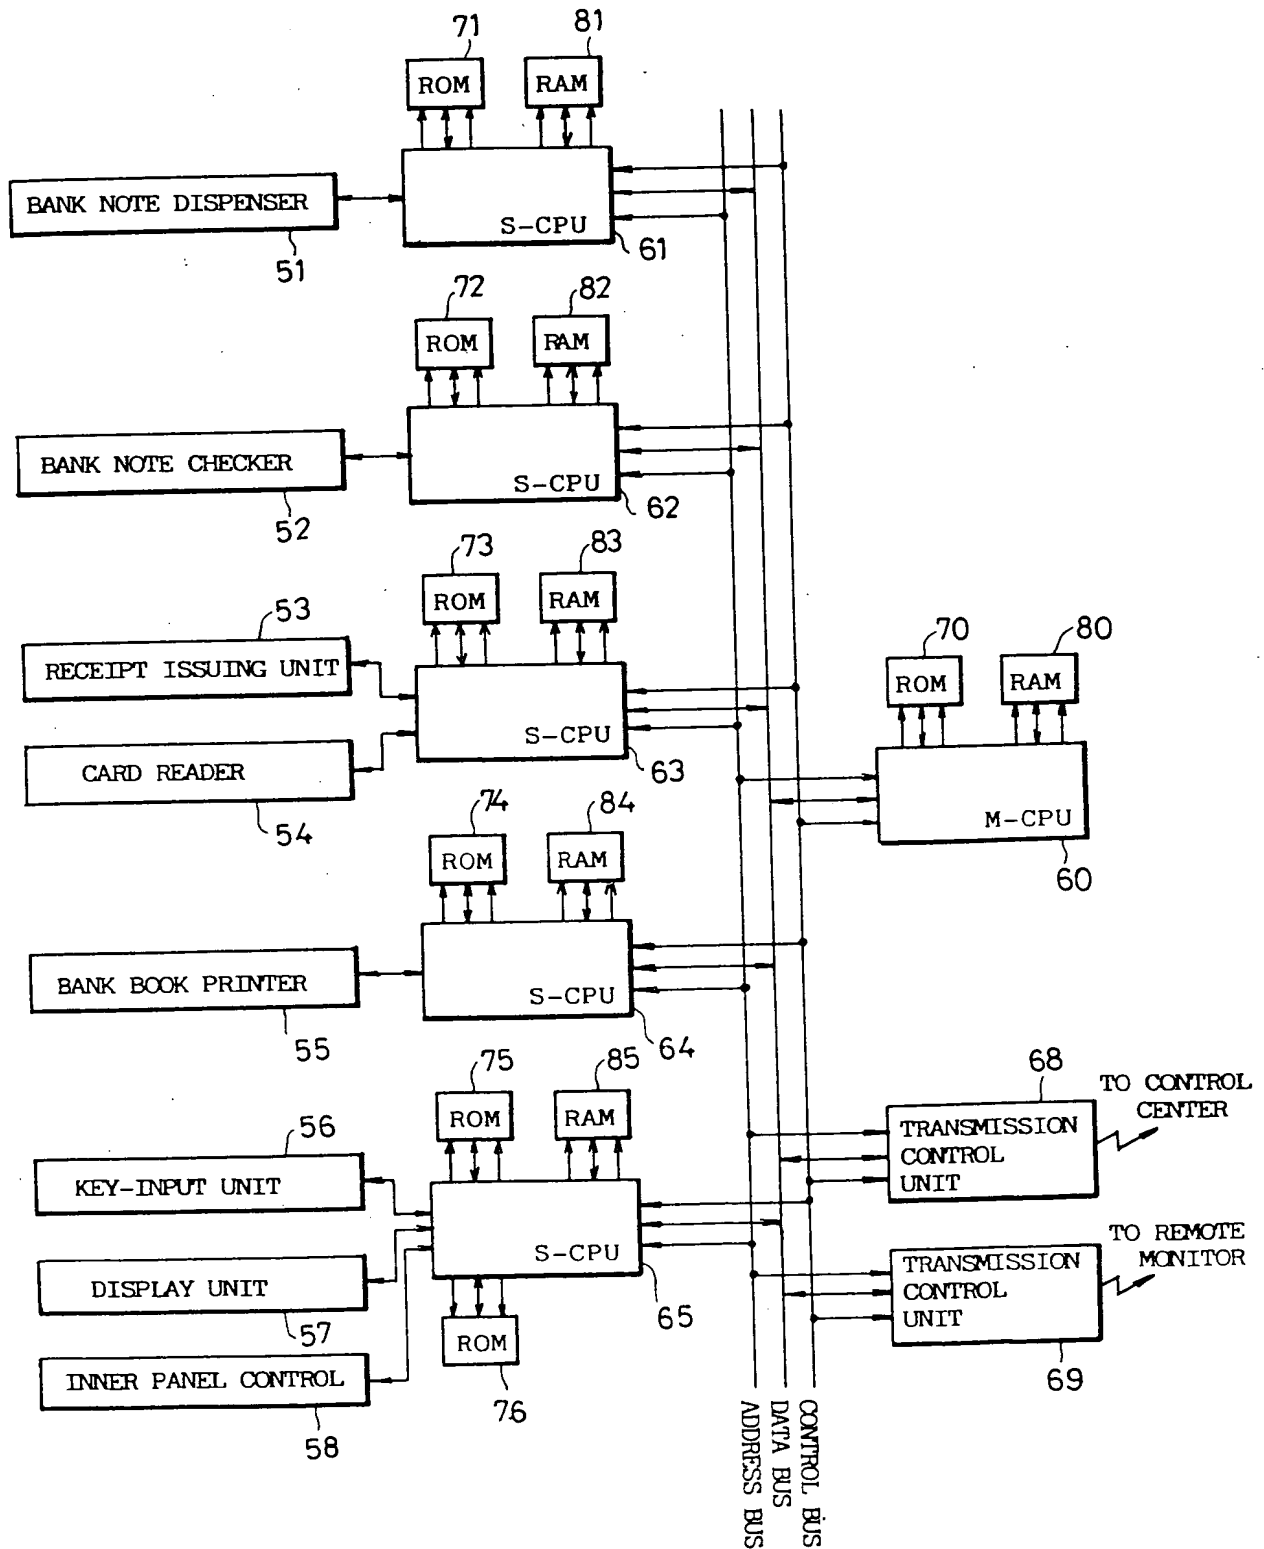 71
81
ROM
RAM
BANK NOTE DISPENSER
51
S-CPU
61
72
82
ROM
RAM
BANK NOTE CHECKER
52
S-CPU
62
73
83
ROM
RAM
53
RECEIPT ISSUING UNIT
CARD READER
54
S-CPU
63
70
80
ROM
RAM
M-CPU
60
74
84
ROM
RAM
BANK BOOK PRINTER
55
S-CPU
64
75
85
ROM
RAM
56
KEY-INPUT UNIT
DISPLAY UNIT
57
INNER PANEL CONTROL
58
S-CPU
65
ROM
76
68
TO CONTROL
CENTER
TRANSMISSION
CONTROL
UNIT
TO REMOTE
MONITOR
TRANSMISSION
CONTROL
UNIT
69
ADDRESS BUS
DATA BUS
CONTROL BUS